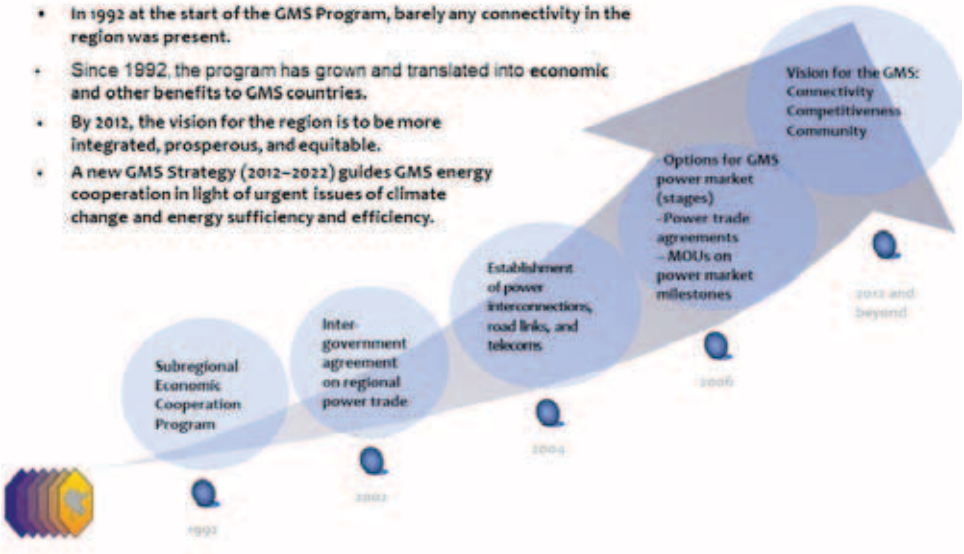 • In 1992 at the start of the GMS Program, barely any connectivity in the
region was present.
• Since 1992, the program has grown and translated into economic
and other benefits to GMS countries.
• By 2012, the vision for the region is to be more
integrated, prosperous, and equitable.
• A new GMS Strategy (2012–2022) guides GMS energy
cooperation in light of urgent issues of climate
change and energy sufficiency and efficiency.
Vision for the GMS:
Connectivity
Competitiveness
Community
-Options for GMS
power market
(stages)
-Power trade
agreements
– MOUs on
power market
milestones
Establishment
of power
interconnections,
road links, and
telecoms
Inter-
government
agreement
on regional
power trade
Subregional
Economic
Cooperation
Program
1992
2002
2004
2006
2012 and
beyond